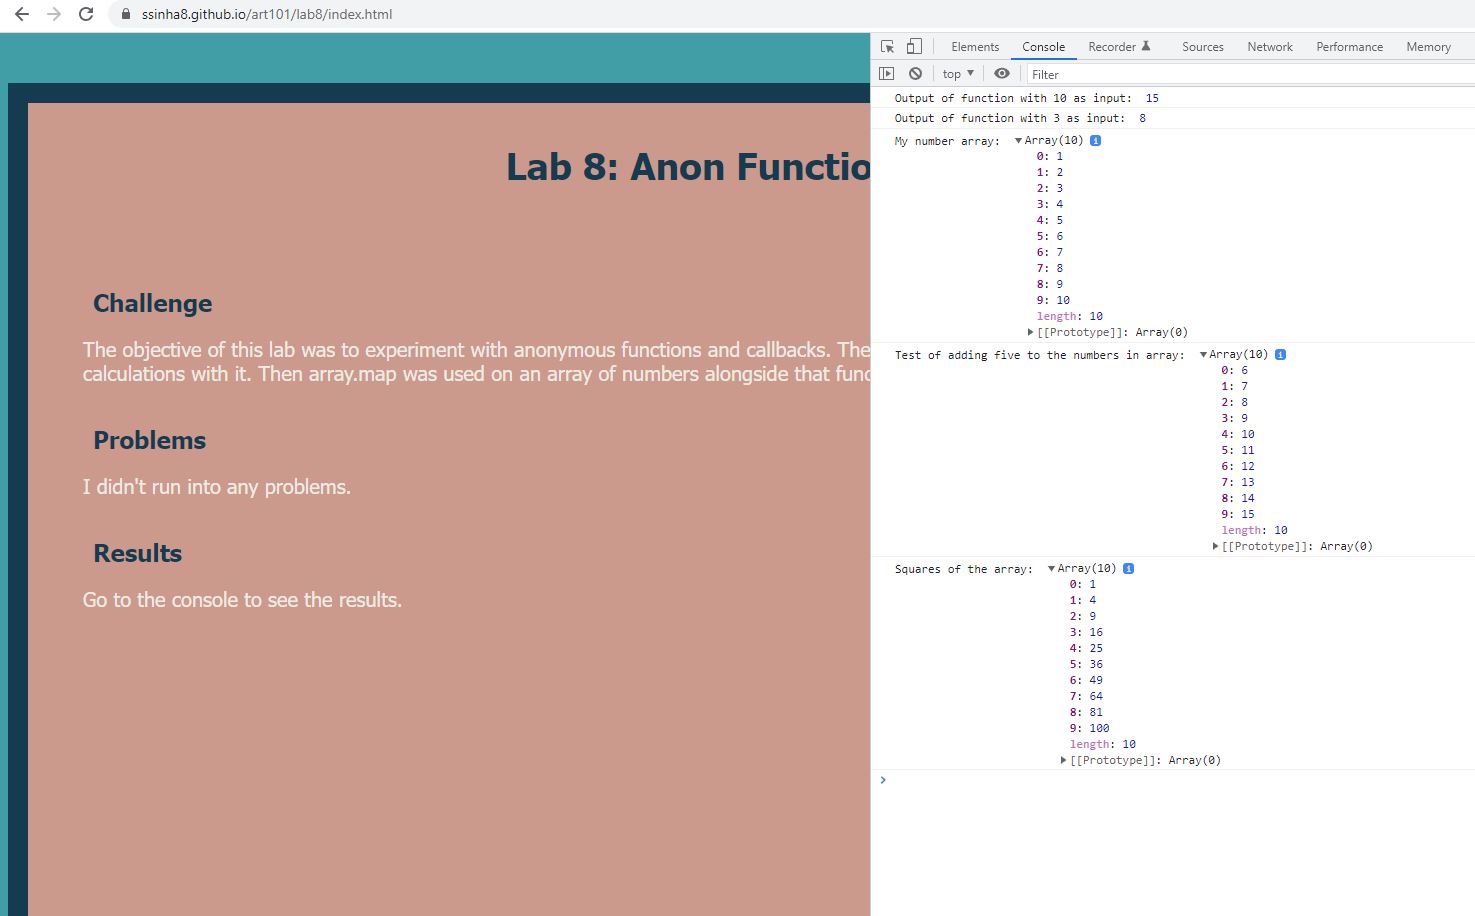 ssinha8.github.io/art101/lab8/index.html
Lab 8: Anon Functio
Challenge
The objective of this lab was to experiment with anonymous functions and callbacks. The
calculations with it. Then array.map was used on an array of numbers alongside that func
Problems
I didn't run into any problems.
Results
Go to the console to see the results.
Elements Console Recorder Sources Network Performance Memory
top Filter
Output of function with 10 as input: 15
Output of function with 3 as input: 8
My number array: Array(10) i
0: 1
1: 2
2: 3
3: 4
4: 5
5: 6
6: 7
7: 8
8: 9
9: 10
length: 10
[[Prototype]]: Array(0)
Test of adding five to the numbers in array: Array(10) i
0: 6
1: 7
2: 8
3: 9
4: 10
5: 11
6: 12
7: 13
8: 14
9: 15
length: 10
[[Prototype]]: Array(0)
Squares of the array: Array(10) i
0: 1
1: 4
2: 9
3: 16
4: 25
5: 36
6: 49
7: 64
8: 81
9: 100
length: 10
[[Prototype]]: Array(0)